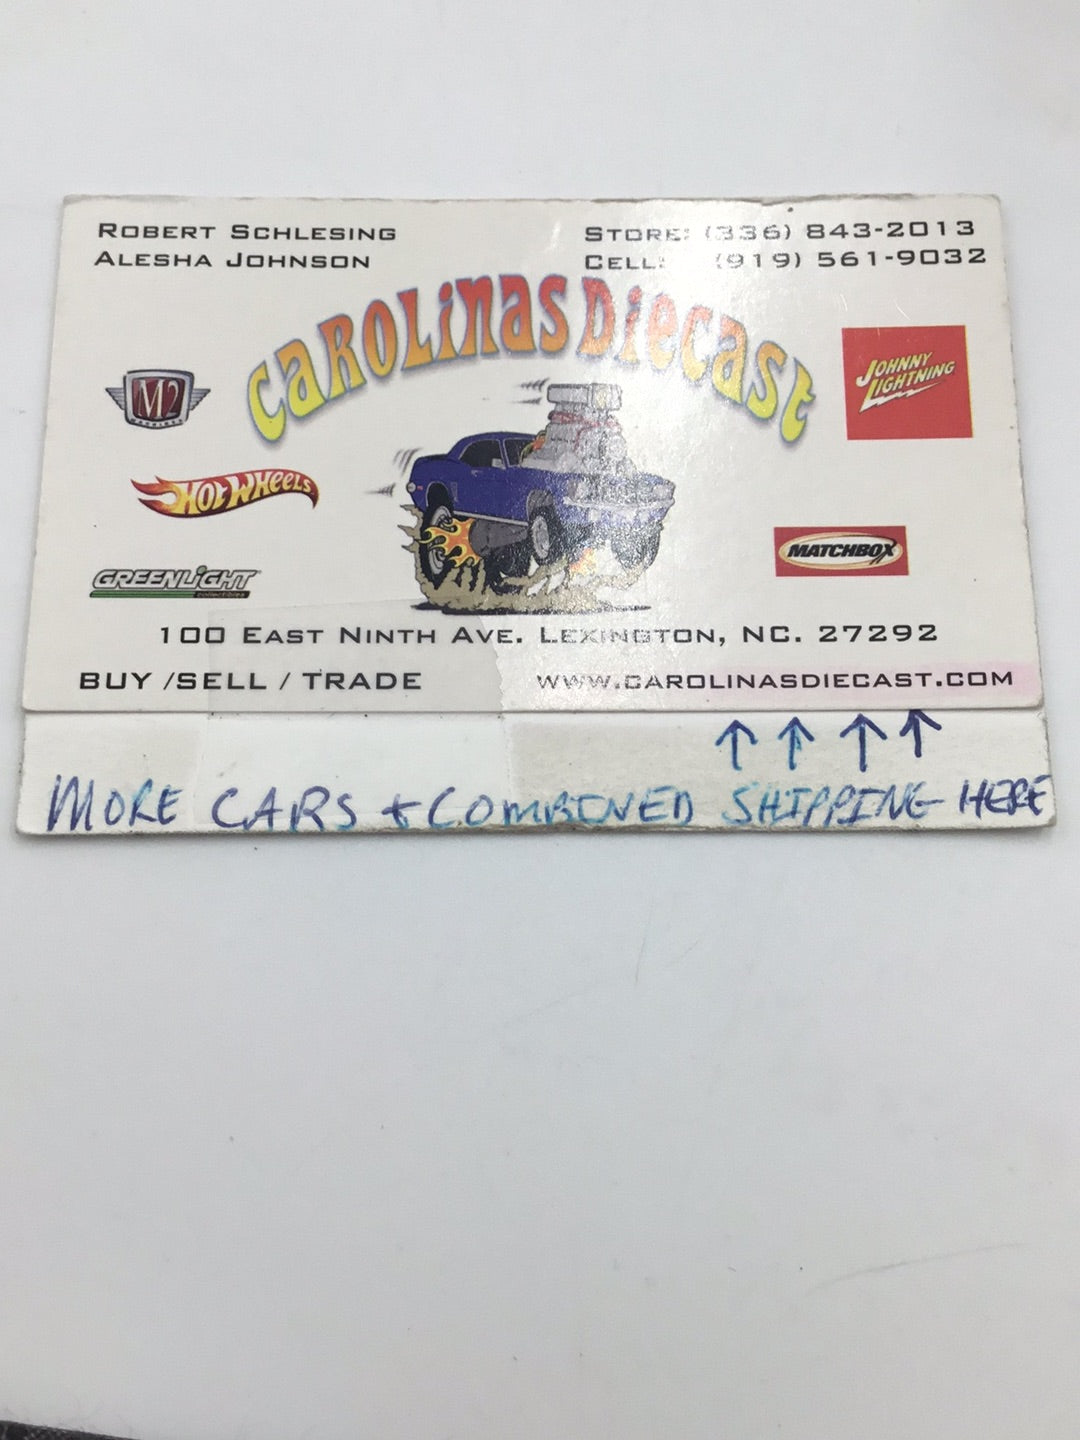 ROBERT SCHLESING
ALESHA JOHNSON
STORE: (336) 843-2013
CELL: (919) 561-9032
CAROLINAS DIECAST
M2
MACHINES
JOHNNY
LIGHTNING
HOT WHEELS
MATCHBOX
GREENLIGHT
collectibles
100 EAST NINTH AVE. LEXINGTON, NC. 27292
BUY /SELL / TRADE
WWW.CAROLINASDIECAST.COM
MORE CARS + COMBINED SHIPPING HERE